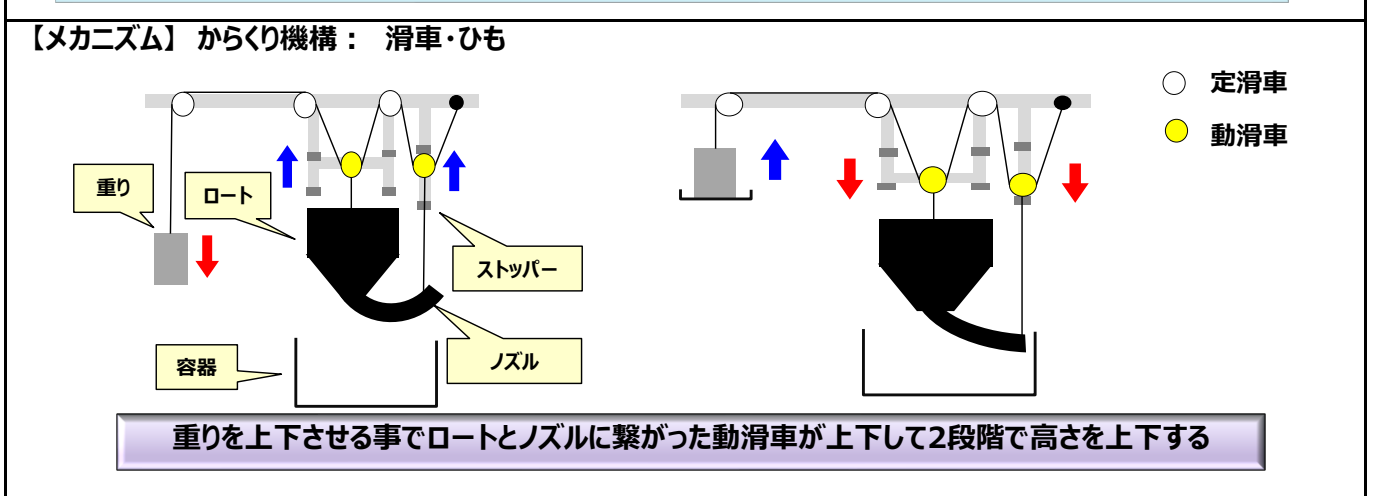 【メカニズム】 からくり機構： 滑車・ひも
定滑車
動滑車
重り
ロート
ストッパー
ノズル
容器
重りを上下させる事でロートとノズルに繋がった動滑車が上下して2段階で高さを上下する